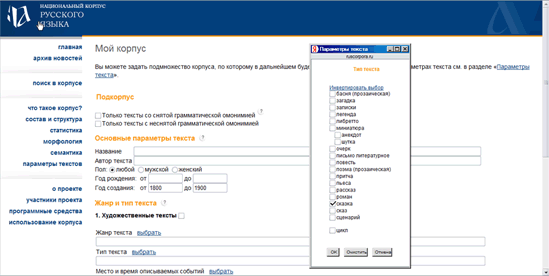 НАЦИОНАЛЬНЫЙ КОРПУС
РУССКОГО
ЯЗЫКА
главная
архив новостей
поиск в корпусе
что такое корпус?
состав и структура
статистика
морфология
семантика
параметры текстов
о проекте
участники проекта
программные средства
использование корпуса
Мой корпус
Вы можете задать подмножество корпуса, по которому в дальнейшем буд
метрах текста см. в разделе «Параметры
текста».
Подкорпус
Только тексты со снятой грамматической омонимией
Только тексты с неснятой грамматической омонимией
Основные параметры текста
Название
Автор текста
Пол: любой мужской женский
Год рождения: от до
Год создания: от 1800 до 1900
Жанр и тип текста
1. Художественные тексты
Жанр текста выбрать
Тип текста выбрать
Место и время описываемых событий выбрать
Параметры текста
ruscorpora.ru
Тип текста
Инвертировать выбор
басня (прозаическая)
загадка
записки
легенда
либретто
миниатюра
анекдот
шутка
очерк
письмо литературное
повесть
поэма (прозаическая)
притча
пьеса
рассказ
роман
сказка
сказ
сценарий
цикл
OK
Очистить
Отмена